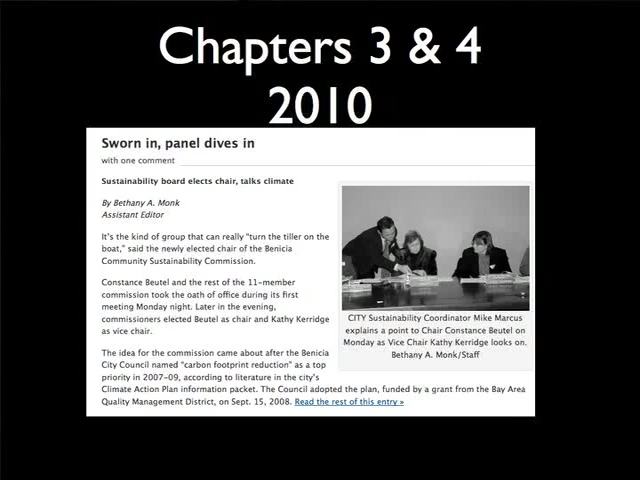 Chapters 3 & 4
2010
Sworn in, panel dives in
with one comment
Sustainability board elects chair, talks climate
By Bethany A. Monk
Assistant Editor
It's the kind of group that can really "turn the tiller on the
boat," said the newly elected chair of the Benicia
Community Sustainability Commission.
Constance Beutel and the rest of the 11-member
commission took the oath of office during its first
meeting Monday night. Later in the evening,
commissioners elected Beutel as chair and Kathy Kerridge
as vice chair.
CITY Sustainability Coordinator Mike Marcus
explains a point to Chair Constance Beutel on
Monday as Vice Chair Kathy Kerridge looks on.
Bethany A. Monk/Staff
The idea for the commission came about after the Benicia
City Council named "carbon footprint reduction" as a top
priority in 2007-09, according to literature in the city's
Climate Action Plan information packet. The Council adopted the plan, funded by a grant from the Bay Area
Quality Management District, on Sept. 15, 2008. Read the rest of this entry »